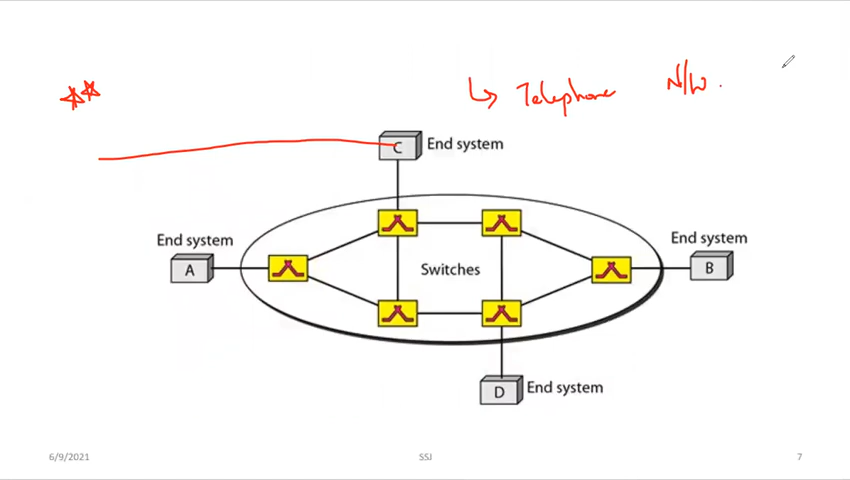 ↳ Telephone N/W.
C End system
End system
A
Switches
End system
B
D End system
6/9/2021 SSJ 7